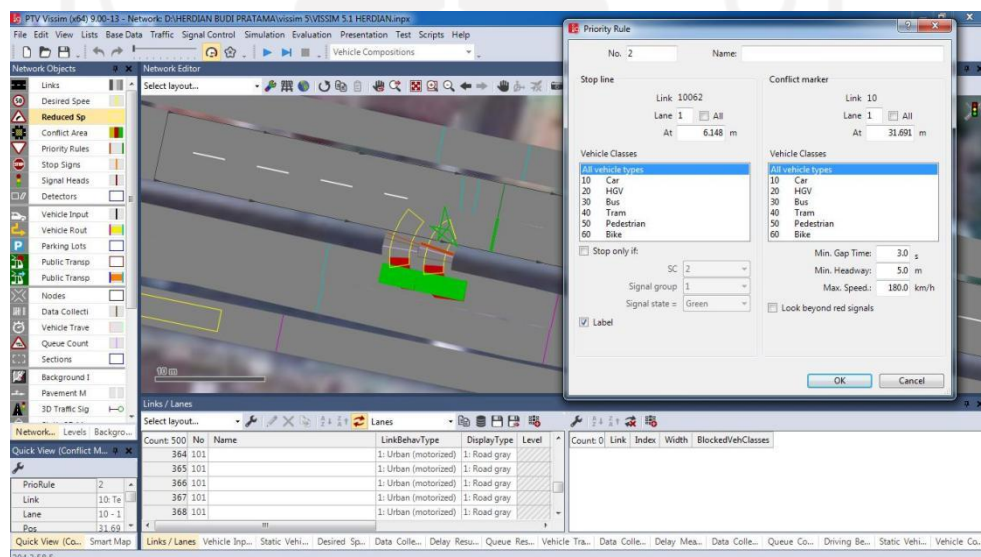 PTV Vissim (x64) 9.00-13 - Network: D:\HERDIAN BUDI PRATAMA\vissim 5\VISSIM 5.1 HERDIAN.inpx
File Edit View Lists Base Data Traffic Signal Control Simulation Evaluation Presentation Test Scripts Help
Vehicle Compositions
Network Objects
Network Editor
Select layout...
Links
Desired Spee
Reduced Sp
Conflict Area
Priority Rules
Stop Signs
Signal Heads
Detectors
Vehicle Input
Vehicle Rout
Parking Lots
Public Transp
Public Transp
Nodes
Data Collecti
Vehicle Trave
Queue Count
Sections
Background I
Pavement M
3D Traffic Sig
Network... Levels Backgro...
Quick View (Conflict M...
PrioRule 2
Link 10: Te
Lane 10 - 1
Pos 31.69
Quick View (Co... Smart Map
10 m
Priority Rule
No. 2 Name:
Stop line
Link 10062
Lane 1 All
At 6.148 m
Vehicle Classes
All vehicle types
10 Car
20 HGV
30 Bus
40 Tram
50 Pedestrian
60 Bike
Stop only if:
SC 2
Signal group 1
Signal state = Green
Label
Conflict marker
Link 10
Lane 1 All
At 31.691 m
Vehicle Classes
All vehicle types
10 Car
20 HGV
30 Bus
40 Tram
50 Pedestrian
60 Bike
Min. Gap Time: 3.0 s
Min. Headway: 5.0 m
Max. Speed.: 180.0 km/h
Look beyond red signals
OK Cancel
Links / Lanes
Select layout... Lanes
Count: 500 No Name LinkBehavType DisplayType Level
364 101 1: Urban (motorized) 1: Road gray
365 101 1: Urban (motorized) 1: Road gray
366 101 1: Urban (motorized) 1: Road gray
367 101 1: Urban (motorized) 1: Road gray
368 101 1: Urban (motorized) 1: Road gray
Count: 0 Link Index Width BlockedVehClasses
Links / Lanes Vehicle Inp... Static Vehi... Desired Sp... Data Colle... Delay Resu... Queue Res... Vehicle Tra... Data Colle... Delay Mea... Data Colle... Queue Co... Driving Be... Static Vehi... Vehicle Co...